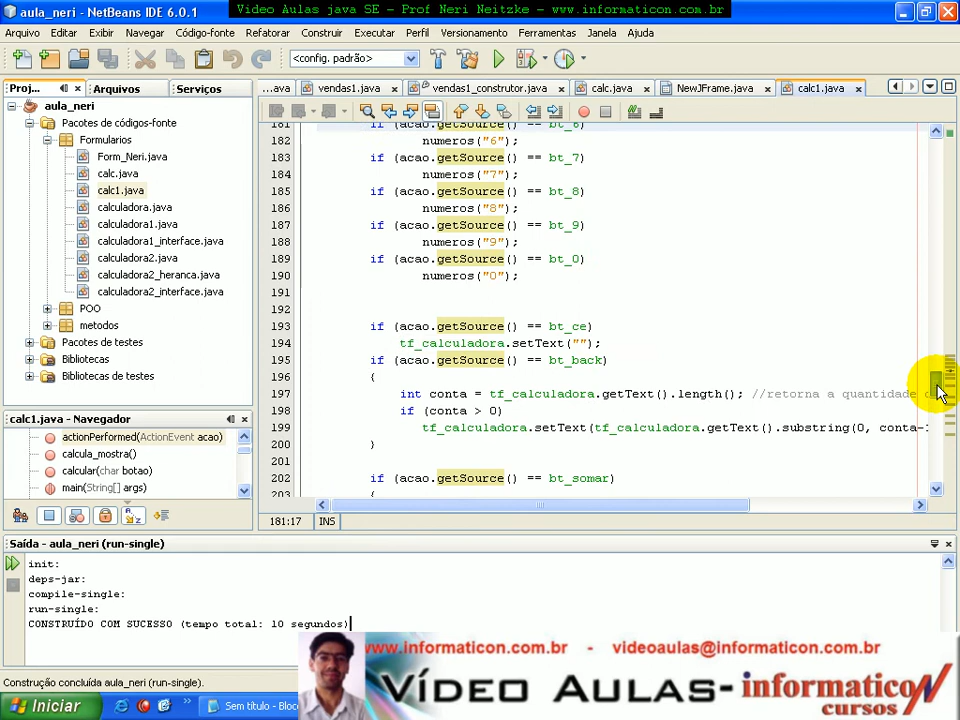 Video Aulas java SE - Prof Neri Neitzke - www.informaticon.com.br
aula_neri - NetBeans IDE 6.0.1
Arquivo Editar Exibir Navegar Código-fonte Refatorar Construir Executar Perfil Versionamento Ferramentas Janela Ajuda
<config. padrão>
Proj... Arquivos Serviços
...ava vendas1.java vendas1_construtor.java calc.java NewJFrame.java calc1.java
aula_neri
Pacotes de códigos-fonte
Formularios
Form_Neri.java
calc.java
calc1.java
calculadora.java
calculadora1.java
calculadora1_interface.java
calculadora2.java
calculadora2_heranca.java
calculadora2_interface.java
POO
metodos
Pacotes de testes
Bibliotecas
Bibliotecas de testes
181 if (acao.getSource() == bt_6)
182 numeros("6");
183 if (acao.getSource() == bt_7)
184 numeros("7");
185 if (acao.getSource() == bt_8)
186 numeros("8");
187 if (acao.getSource() == bt_9)
188 numeros("9");
189 if (acao.getSource() == bt_0)
190 numeros("0");
191
192
193 if (acao.getSource() == bt_ce)
194 tf_calculadora.setText("");
195 if (acao.getSource() == bt_back)
196 {
197 int conta = tf_calculadora.getText().length(); //retorna a quantidade
198 if (conta > 0)
199 tf_calculadora.setText(tf_calculadora.getText().substring(0, conta-1
200 }
201
202 if (acao.getSource() == bt_somar)
203 {
181:17 INS
calc1.java - Navegador
actionPerformed(ActionEvent acao)
calcula_mostra()
calcular(char botao)
main(String[] args)
Saída - aula_neri (run-single)
init:
deps-jar:
compile-single:
run-single:
CONSTRUÍDO COM SUCESSO (tempo total: 10 segundos)
Construção concluída aula_neri (run-single).
www.informaticon.com.br - videoaulas@informaticon.com.br
VÍDEO AULAS- informaticoN
cursos
Iniciar
Sem título - Bloc